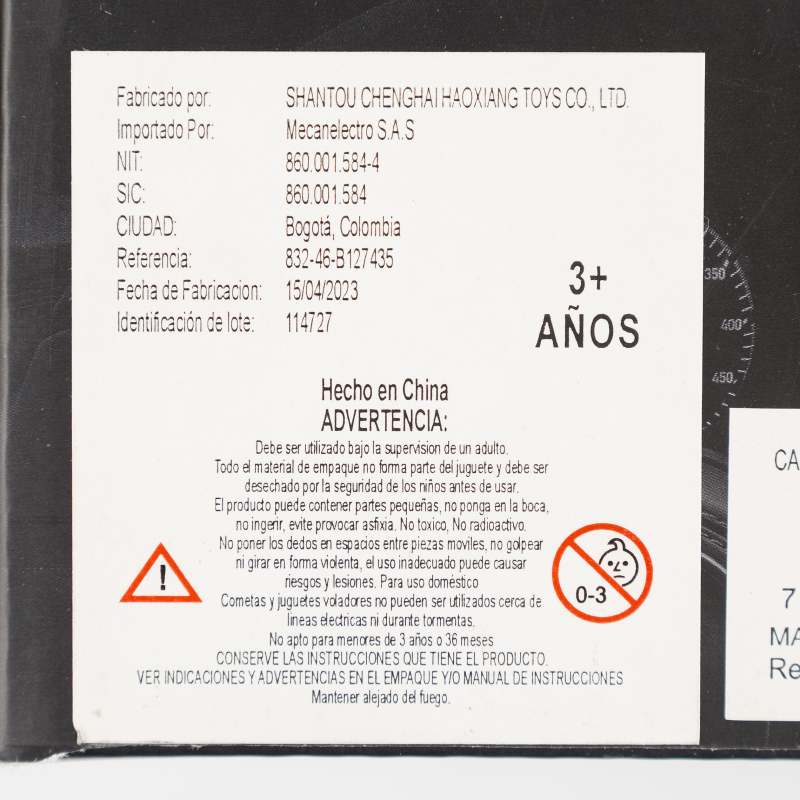 Fabricado por: SHANTOU CHENGHAI HAOXIANG TOYS CO., LTD.
Importado Por: Mecanelectro S.A.S
NIT: 860.001.584-4
SIC: 860.001.584
CIUDAD: Bogotá, Colombia
Referencia: 832-46-B127435
Fecha de Fabricacion: 15/04/2023
Identificación de lote: 114727
3+
AÑOS
350
400
450
Hecho en China
ADVERTENCIA:
Debe ser utilizado bajo la supervision de un adulto.
Todo el material de empaque no forma parte del juguete y debe ser
desechado por la seguridad de los niños antes de usar.
El producto puede contener partes pequeñas, no ponga en la boca,
no ingerir, evite provocar asfixia. No toxico, No radioactivo.
No poner los dedos en espacios entre piezas moviles, no golpear
ni girar en forma violenta, el uso inadecuado puede causar
riesgos y lesiones. Para uso doméstico
Cometas y juguetes voladores no pueden ser utilizados cerca de
lineas electricas ni durante tormentas.
No apto para menores de 3 años o 36 meses
CONSERVE LAS INSTRUCCIONES QUE TIENE EL PRODUCTO.
VER INDICACIONES Y ADVERTENCIAS EN EL EMPAQUE Y/O MANUAL DE INSTRUCCIONES
Mantener alejado del fuego.
!
0-3
CA
7
MA
Re